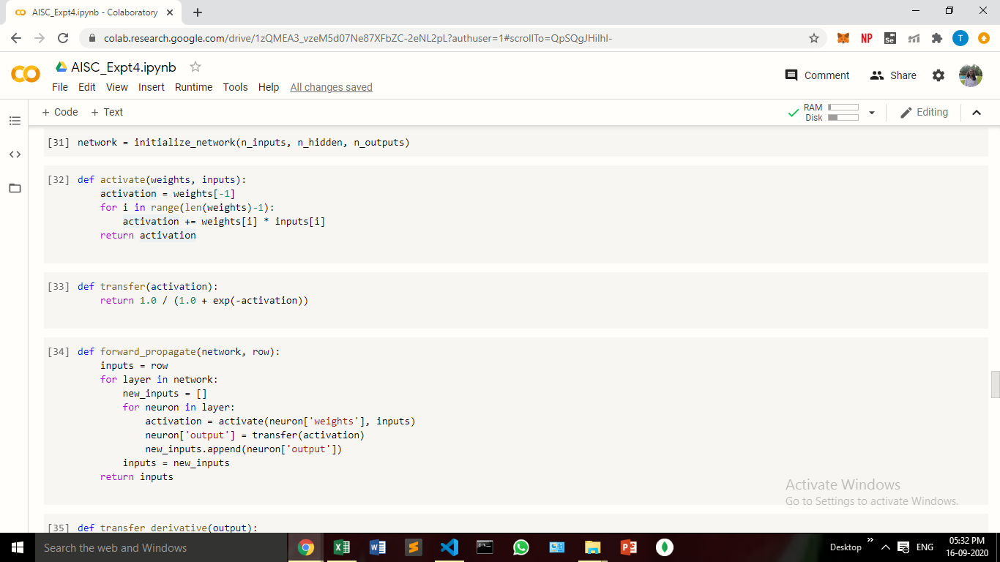 AISC_Expt4.ipynb - Colaboratory
colab.research.google.com/drive/1zQMEA3_vzeM5d07Ne87XFbZC-2eNL2pL?authuser=1#scrollTo=QpSQgJHiIhI-
NP Se T
AISC_Expt4.ipynb
Comment Share
File Edit View Insert Runtime Tools Help All changes saved
+ Code + Text
RAM
Disk
Editing
[31] network = initialize_network(n_inputs, n_hidden, n_outputs)
[32] def activate(weights, inputs):
    activation = weights[-1]
    for i in range(len(weights)-1):
        activation += weights[i] * inputs[i]
    return activation
[33] def transfer(activation):
    return 1.0 / (1.0 + exp(-activation))
[34] def forward_propagate(network, row):
    inputs = row
    for layer in network:
        new_inputs = []
        for neuron in layer:
            activation = activate(neuron['weights'], inputs)
            neuron['output'] = transfer(activation)
            new_inputs.append(neuron['output'])
        inputs = new_inputs
    return inputs
[35] def transfer_derivative(output):
Activate Windows
Go to Settings to activate Windows.
Search the web and Windows
Desktop
ENG
05:32 PM
16-09-2020